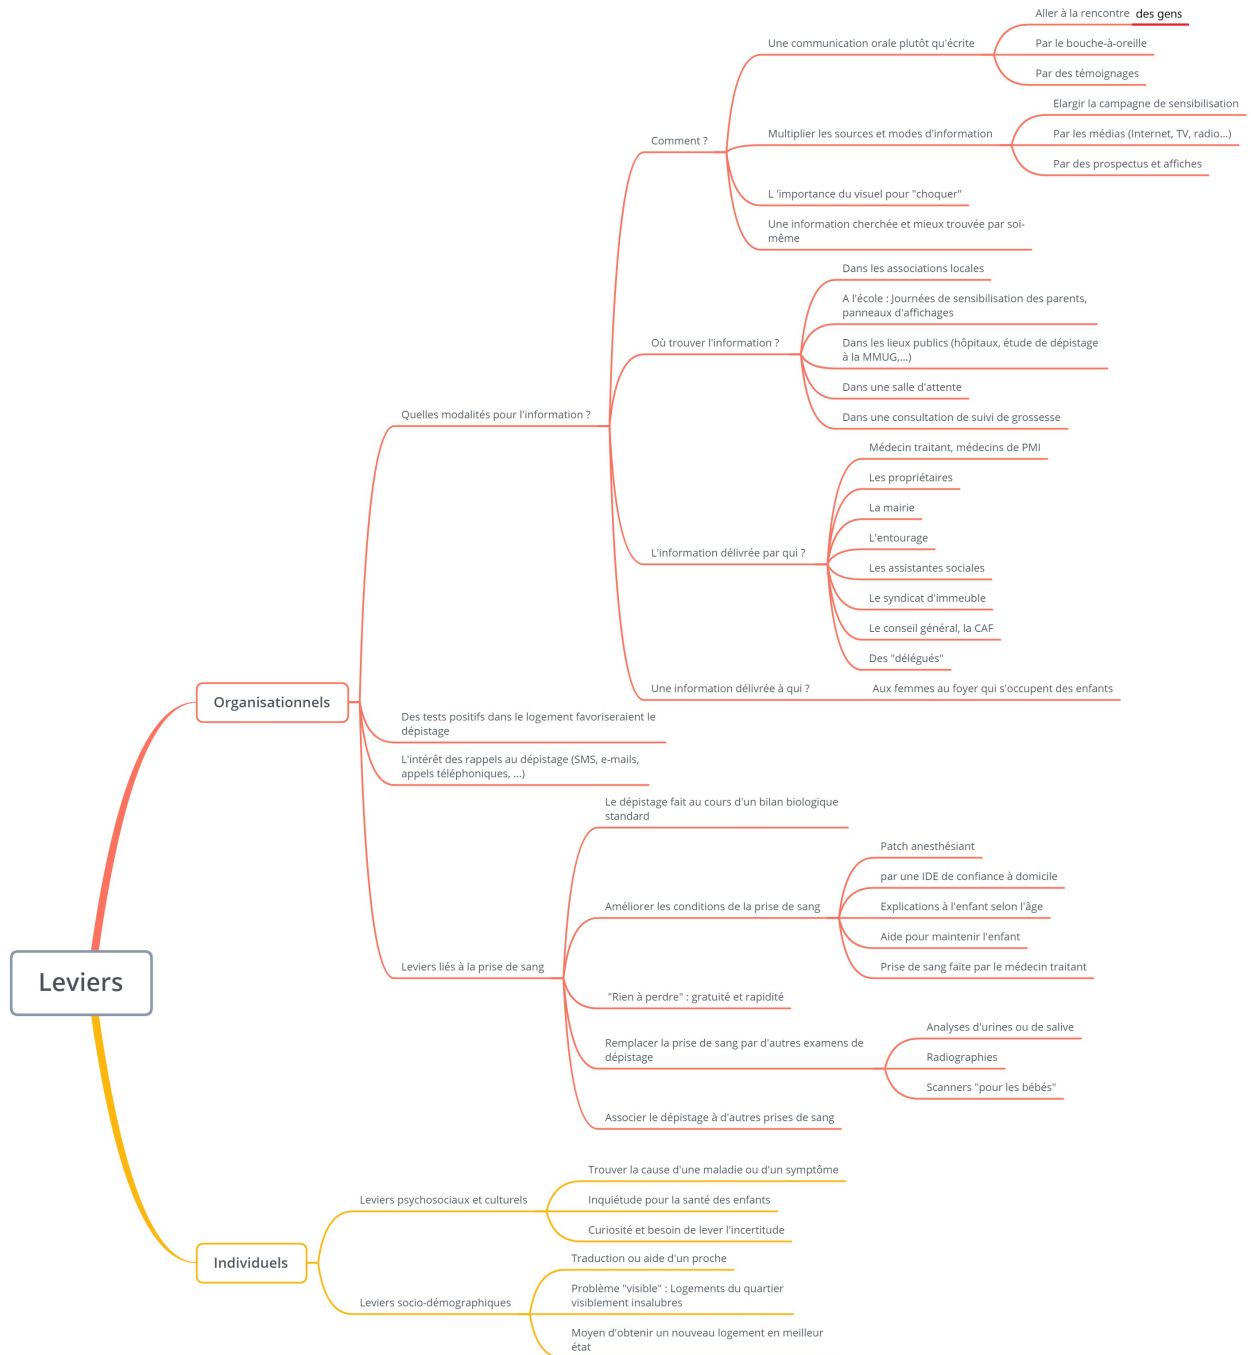 Aller à la rencontre des gens
Une communication orale plutôt qu'écrite
Par le bouche-à-oreille
Par des témoignages
Elargir la campagne de sensibilisation
Comment ?
Multiplier les sources et modes d'information
Par les médias (Internet, TV, radio...)
Par des prospectus et affiches
L 'importance du visuel pour "choquer"
Une information cherchée et mieux trouvée par soi-
même
Dans les associations locales
A l'école : Journées de sensibilisation des parents,
panneaux d'affichages
Où trouver l'information ?
Dans les lieux publics (hôpitaux, étude de dépistage
à la MMUG,...)
Dans une salle d'attente
Quelles modalités pour l'information ?
Dans une consultation de suivi de grossesse
Médecin traitant, médecins de PMI
Les propriétaires
La mairie
L'entourage
L'information délivrée par qui ?
Les assistantes sociales
Le syndicat d'immeuble
Le conseil général, la CAF
Des "délégués"
Une information délivrée à qui ?
Aux femmes au foyer qui s'occupent des enfants
Organisationnels
Des tests positifs dans le logement favoriseraient le
dépistage
L'intérêt des rappels au dépistage (SMS, e-mails,
appels téléphoniques, ...)
Le dépistage fait au cours d'un bilan biologique
standard
Patch anesthésiant
par une IDE de confiance à domicile
Améliorer les conditions de la prise de sang
Explications à l'enfant selon l'âge
Aide pour maintenir l'enfant
Leviers liés à la prise de sang
Prise de sang faite par le médecin traitant
Leviers
"Rien à perdre" : gratuité et rapidité
Analyses d'urines ou de salive
Remplacer la prise de sang par d'autres examens de
dépistage
Radiographies
Scanners "pour les bébés"
Associer le dépistage à d'autres prises de sang
Trouver la cause d'une maladie ou d'un symptôme
Leviers psychosociaux et culturels
Inquiétude pour la santé des enfants
Curiosité et besoin de lever l'incertitude
Individuels
Traduction ou aide d'un proche
Problème "visible" : Logements du quartier
visiblement insalubres
Leviers socio-démographiques
Moyen d'obtenir un nouveau logement en meilleur
état